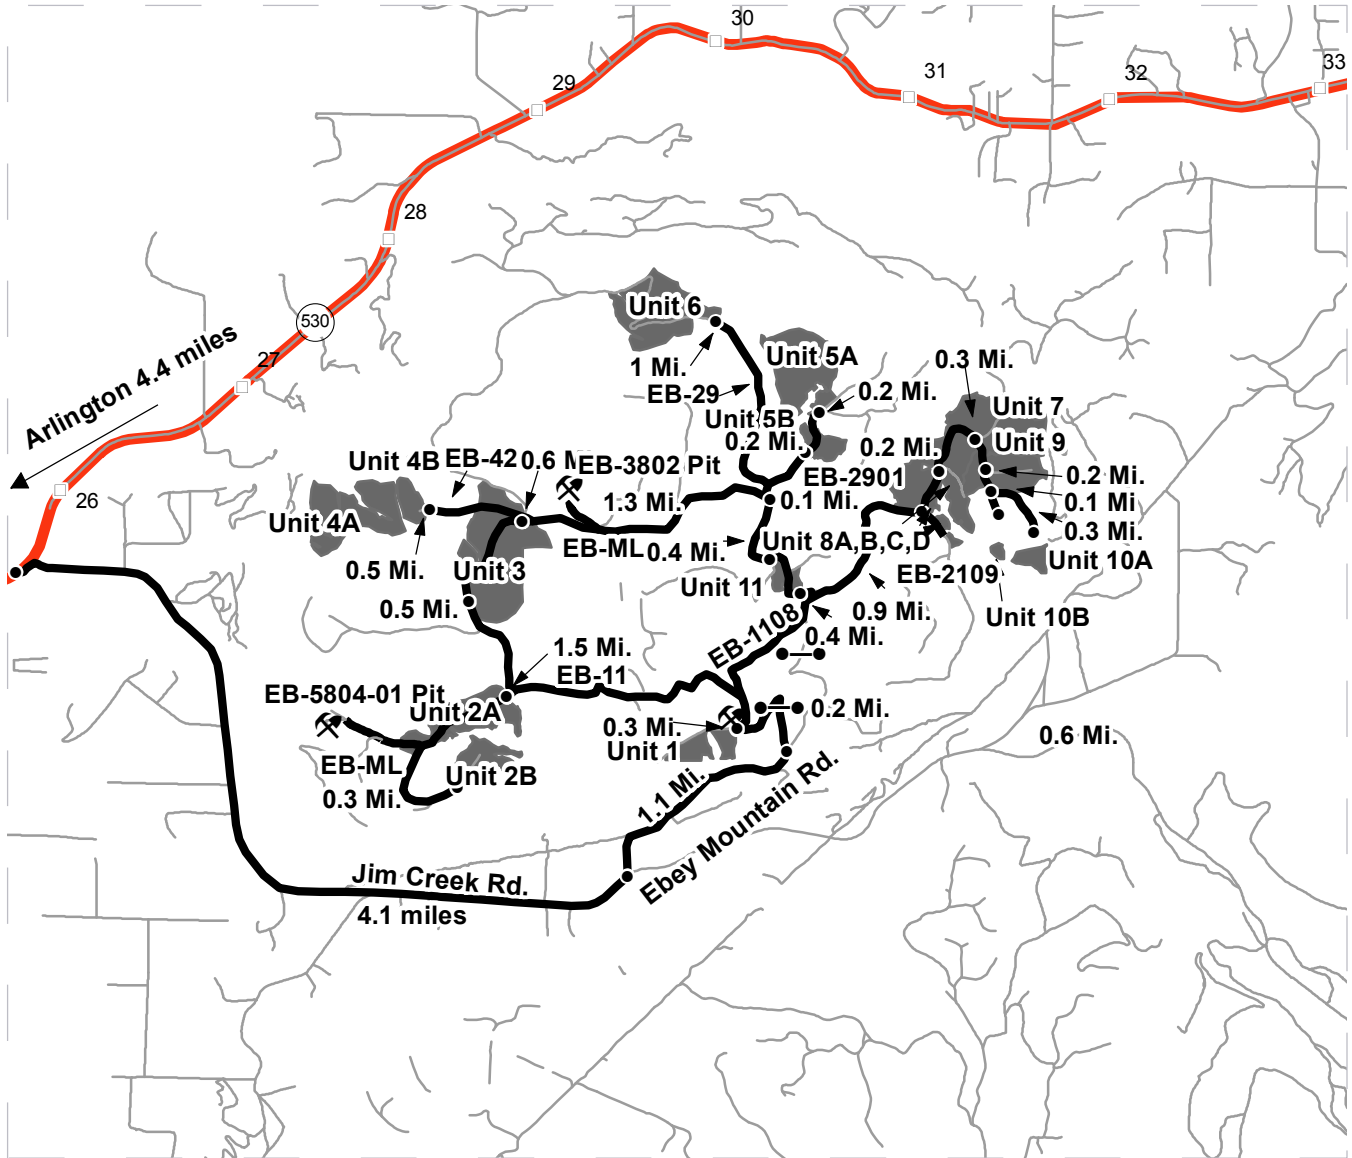 30
33
31
32
29
28
530
27
Arlington 4.4 miles
26
Unit 6
1 Mi.
EB-29
Unit 5A
0.2 Mi.
Unit 5B
0.2 Mi.
0.3 Mi.
Unit 7
Unit 9
0.2 Mi.
EB-2901
0.2 Mi.
0.1 Mi
0.3 Mi.
Unit 4B
EB-42
0.6 M
EB-3802 Pit
1.3 Mi.
0.1 Mi.
Unit 4A
EB-ML
0.4 Mi.
Unit 8A,B,C,D
0.5 Mi.
Unit 3
Unit 11
EB-2109
Unit 10A
0.5 Mi.
0.9 Mi.
Unit 10B
EB-1108
0.4 Mi.
1.5 Mi.
EB-11
EB-5804-01 Pit
Unit 2A
0.3 Mi.
0.2 Mi.
Unit 1
0.6 Mi.
EB-ML
Unit 2B
0.3 Mi.
1.1 Mi.
Ebey Mountain Rd.
Jim Creek Rd.
4.1 miles